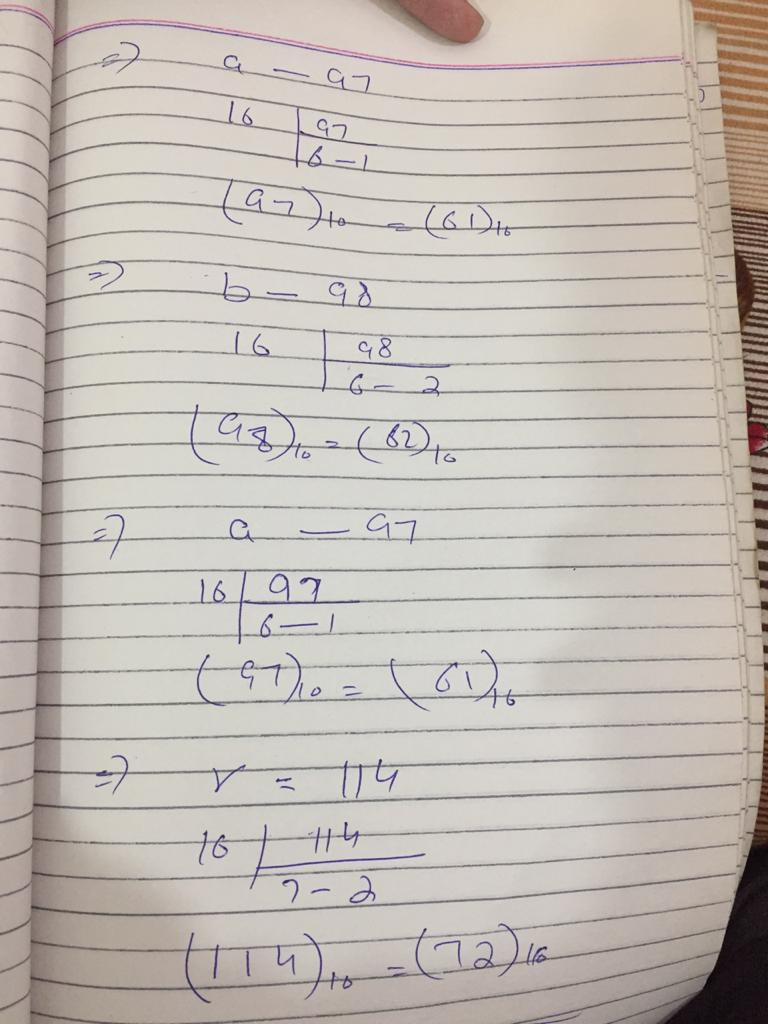 => a — 97
16 | 97
6 — 1
(97)10 = (61)16
=> b — 98
16 | 98
6 — 2
(98)10 = (62)16
=> a — 97
16 | 97
6 — 1
(97)10 = (61)16
=> r = 114
16 | 114
7 — 2
(114)10 = (72)16